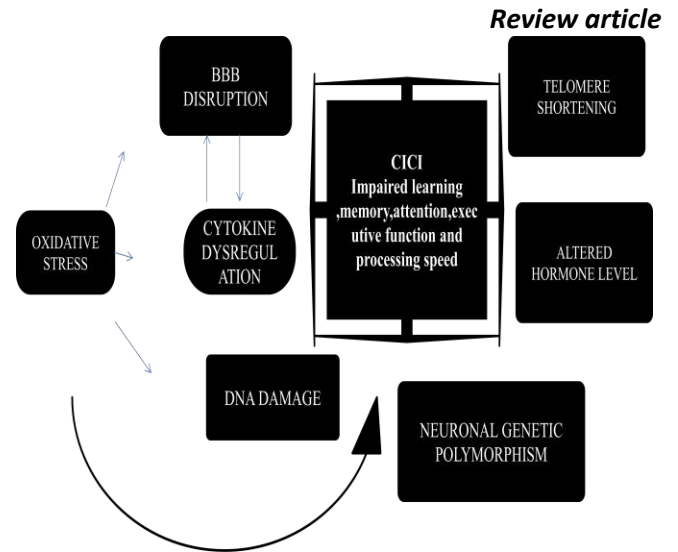 Review article
BBB
DISRUPTION
TELOMERE
SHORTENING
CICI
Impaired learning
,memory,attention,exec
utive function and
processing speed
OXIDATIVE
STRESS
CYTOKINE
DYSREGUL
ATION
ALTERED
HORMONE LEVEL
DNA DAMAGE
NEURONAL GENETIC
POLYMORPHISM